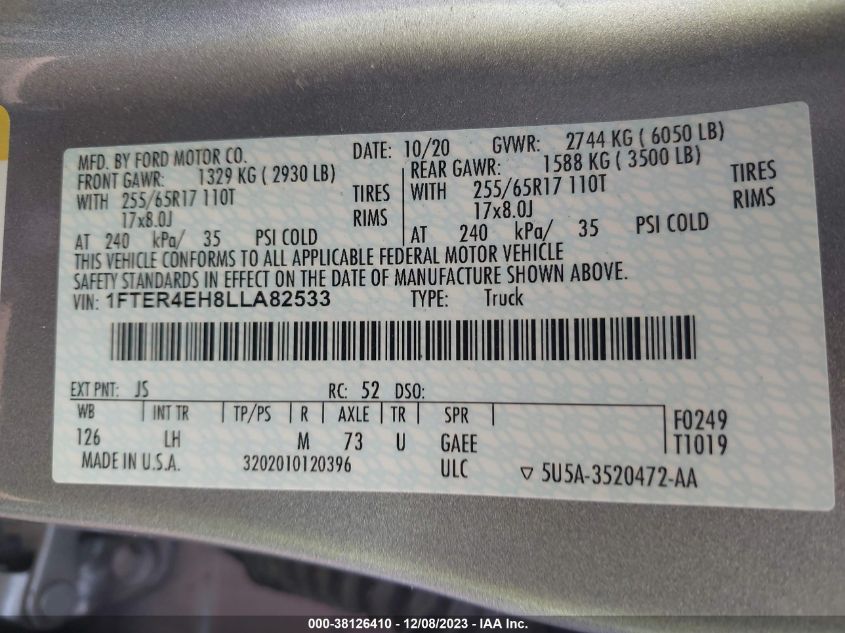 MFD. BY FORD MOTOR CO. DATE: 10/20 GVWR: 2744 KG ( 6050 LB)
FRONT GAWR: 1329 KG ( 2930 LB) REAR GAWR: 1588 KG ( 3500 LB)
WITH 255/65R17 110T TIRES WITH 255/65R17 110T TIRES
17x8.0J RIMS 17x8.0J RIMS
AT 240 kPa/ 35 PSI COLD AT 240 kPa/ 35 PSI COLD
THIS VEHICLE CONFORMS TO ALL APPLICABLE FEDERAL MOTOR VEHICLE
SAFETY STANDARDS IN EFFECT ON THE DATE OF MANUFACTURE SHOWN ABOVE.
VIN: 1FTER4EH8LLA82533 TYPE: Truck
EXT PNT: JS RC: 52 DSO:
WB INT TR TP/PS R AXLE TR SPR F0249
126 LH M 73 U GAEE T1019
MADE IN U.S.A. 3202010120396 ULC ▽ 5U5A-3520472-AA
000-38126410 - 12/08/2023 - IAA Inc.